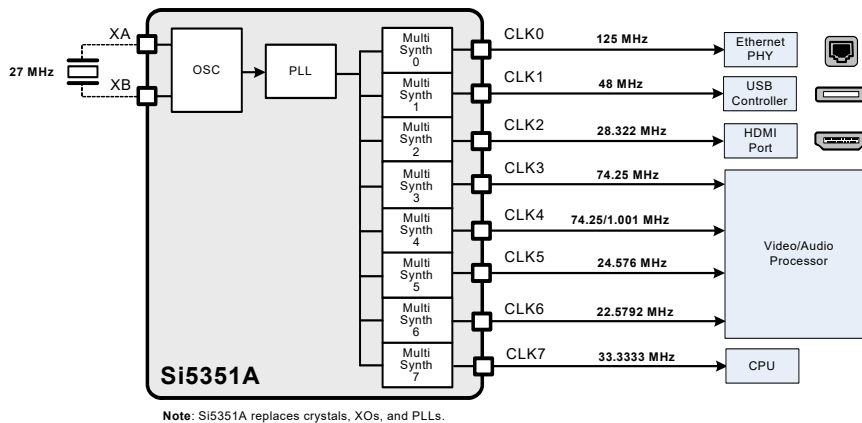 XA
27 MHz
XB
OSC
PLL
Multi
Synth
0
CLK0
125 MHz
Ethernet
PHY
Multi
Synth
1
CLK1
48 MHz
USB
Controller
Multi
Synth
2
CLK2
28.322 MHz
HDMI
Port
Multi
Synth
3
CLK3
74.25 MHz
Multi
Synth
4
CLK4
74.25/1.001 MHz
Video/Audio
Processor
Multi
Synth
5
CLK5
24.576 MHz
Multi
Synth
6
CLK6
22.5792 MHz
Multi
Synth
7
CLK7
33.3333 MHz
CPU
Si5351A
Note: Si5351A replaces crystals, XOs, and PLLs.